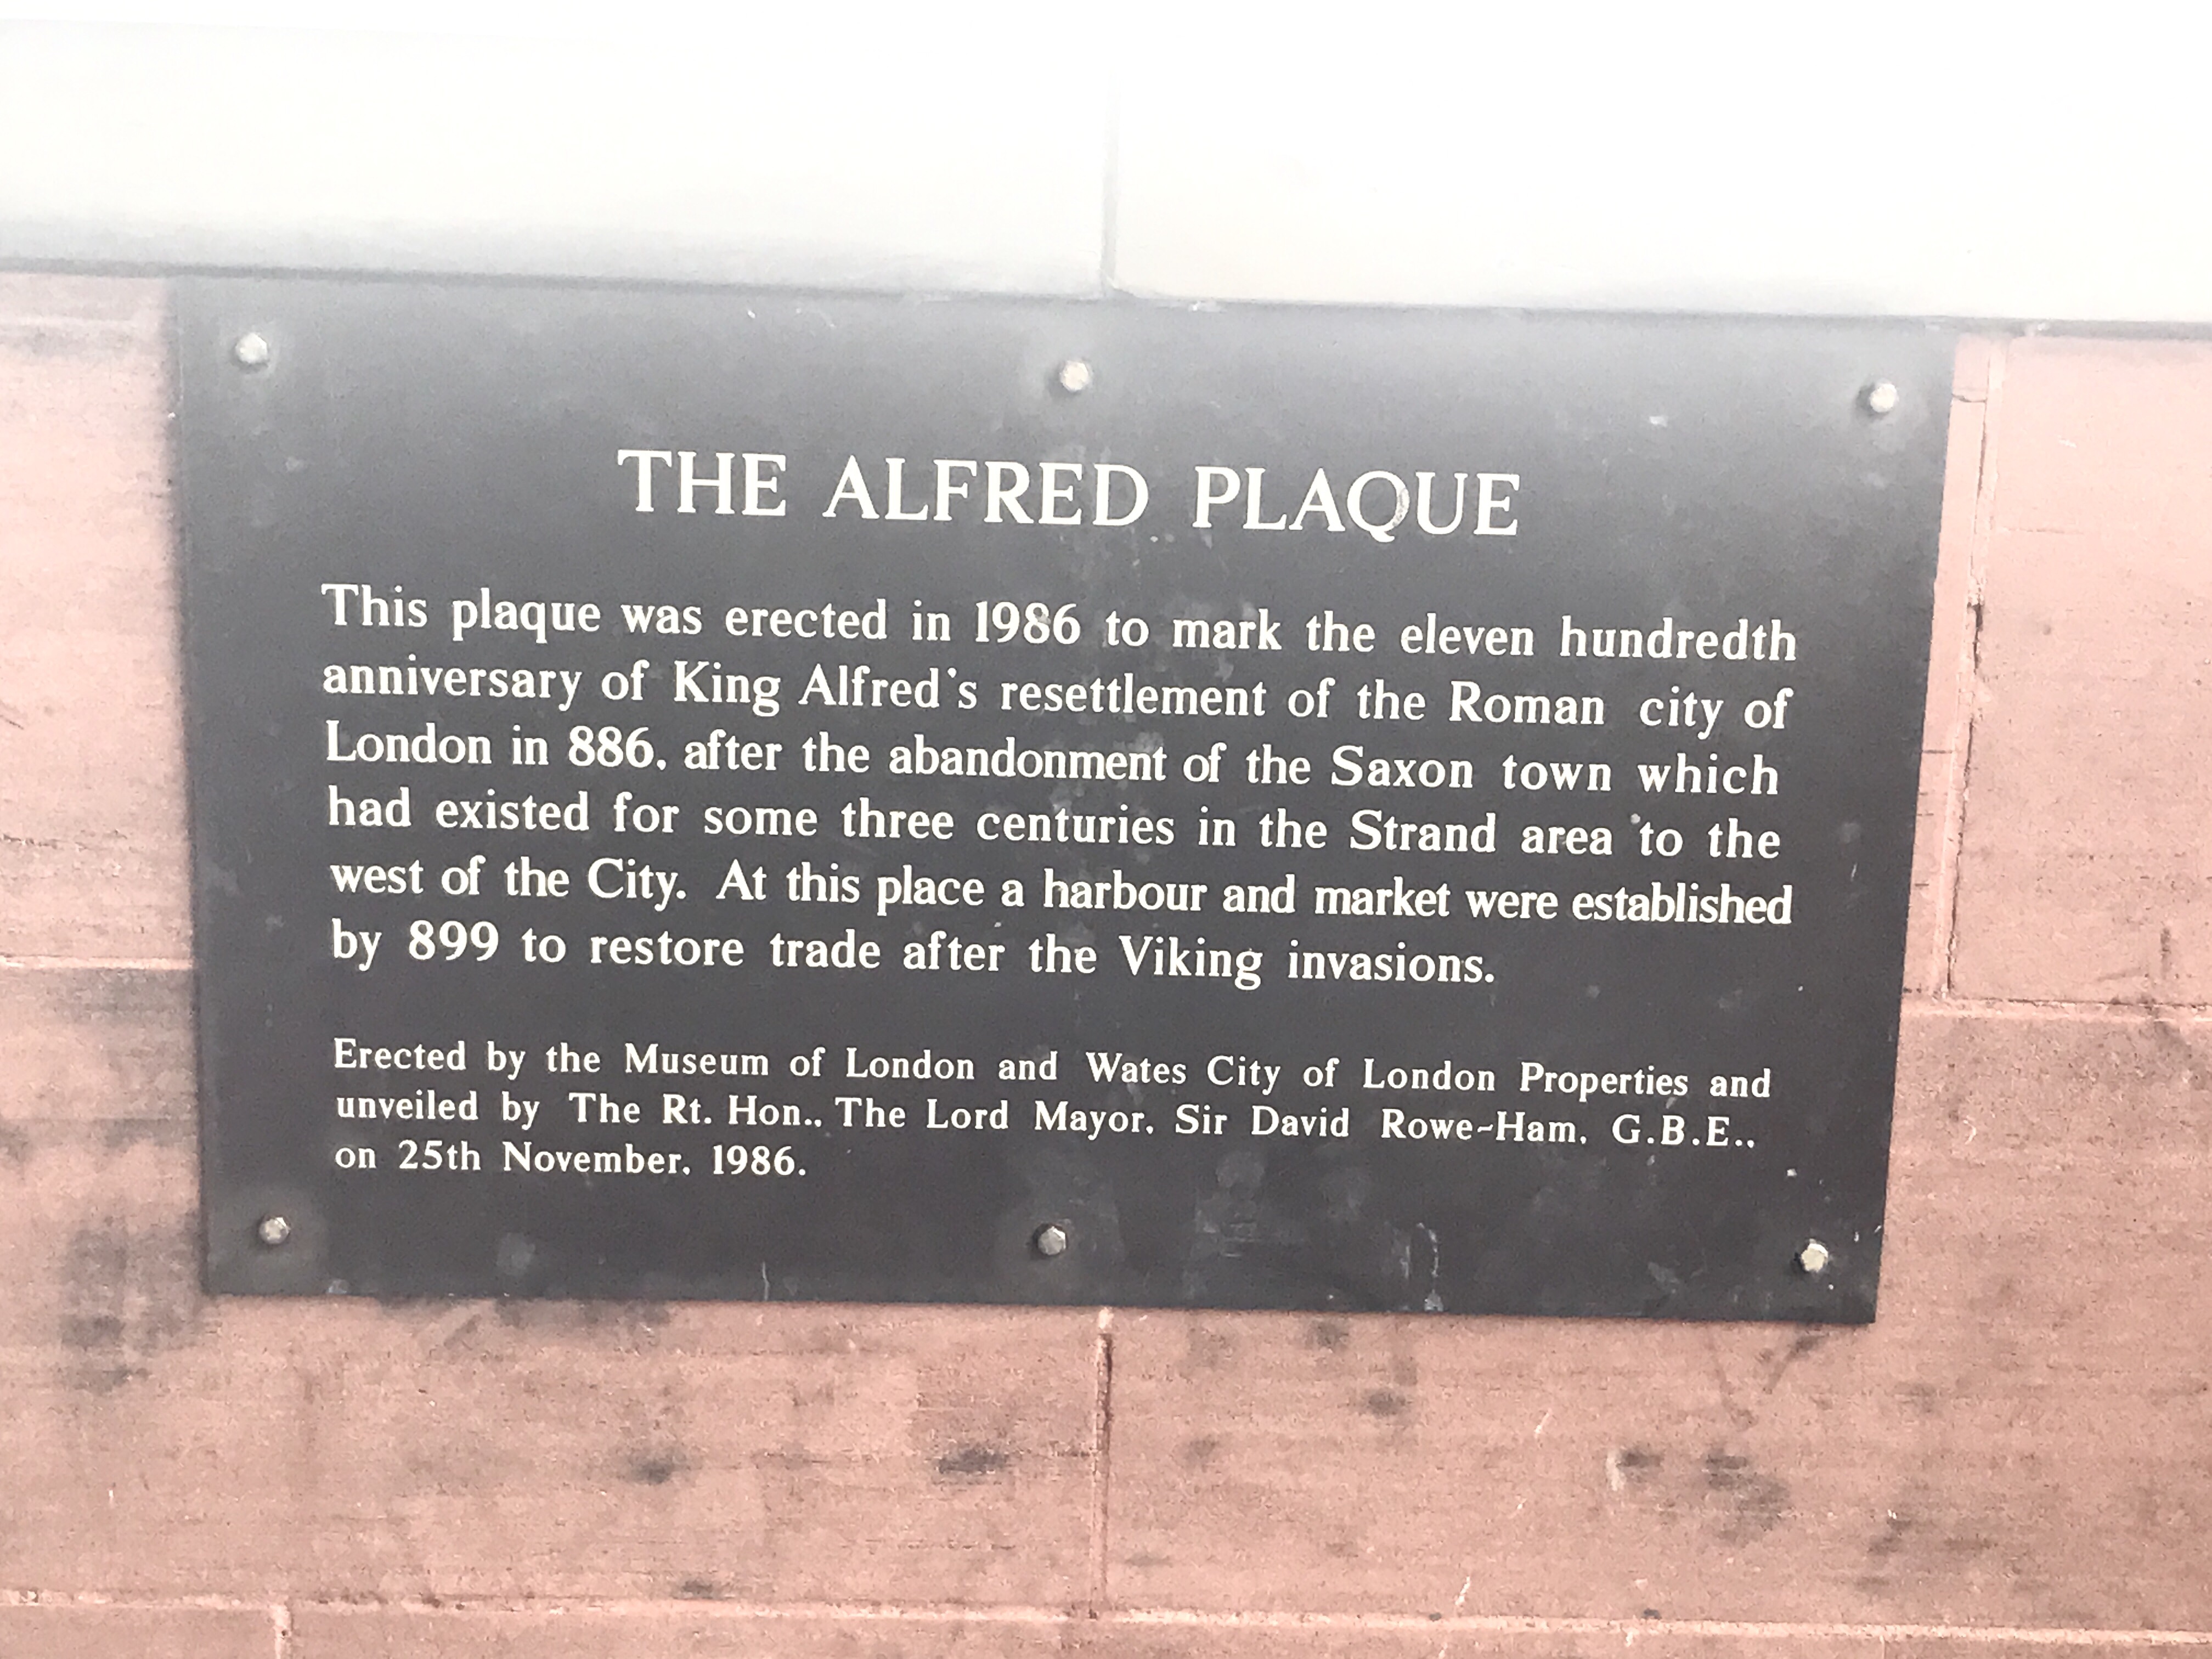 THE ALFRED PLAQUE
This plaque was erected in 1986 to mark the eleven hundredth
anniversary of King Alfred's resettlement of the Roman city of
London in 886, after the abandonment of the Saxon town which
had existed for some three centuries in the Strand area to the
west of the City. At this place a harbour and market were established
by 899 to restore trade after the Viking invasions.
Erected by the Museum of London and Wates City of London Properties and
unveiled by The Rt. Hon., The Lord Mayor, Sir David Rowe-Ham, G.B.E.,
on 25th November, 1986.